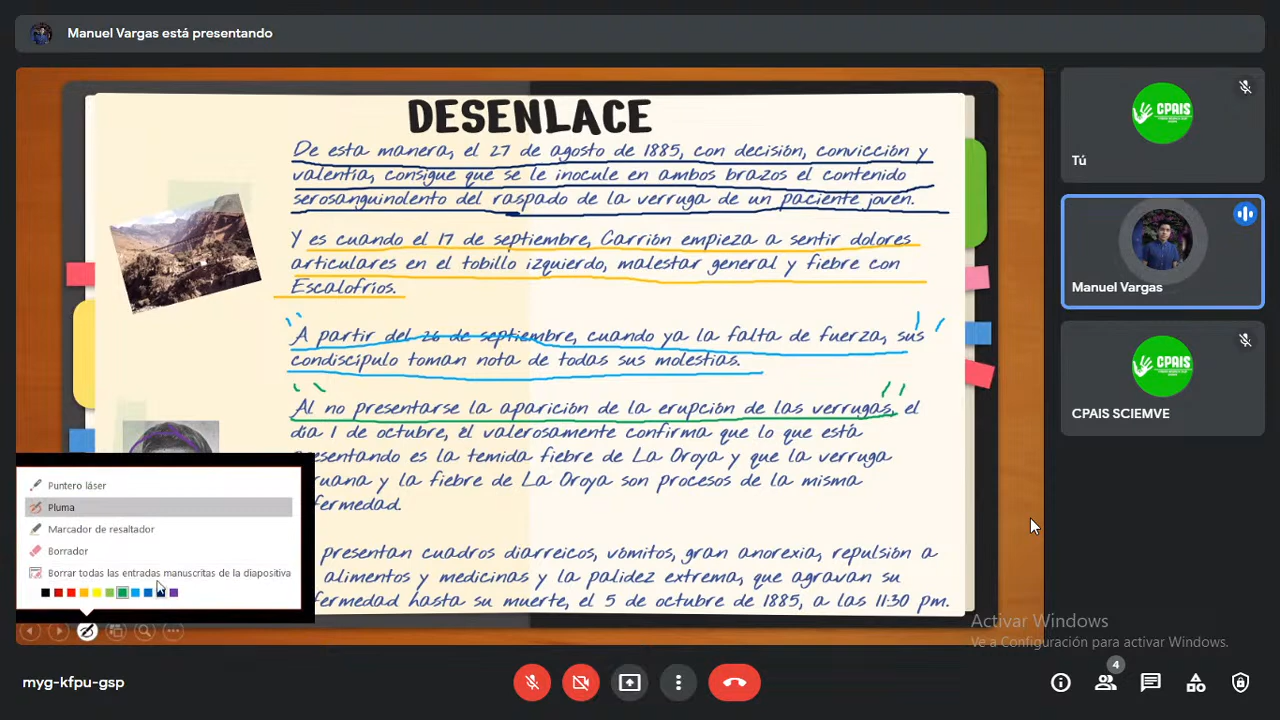 Manuel Vargas está presentando
DESENLACE
De esta manera, el 27 de agosto de 1885, con decisión, convicción y
valentía, consigue que se le inocule en ambos brazos el contenido
serosanguinolento del raspado de la verruga de un paciente joven.
Y es cuando el 17 de septiembre, Carrión empieza a sentir dolores
articulares en el tobillo izquierdo, malestar general y fiebre con
Escalofríos.
A partir del 26 de septiembre, cuando ya la falta de fuerza, sus
condiscípulo toman nota de todas sus molestias.
Al no presentarse la aparición de la erupción de las verrugas, el
día 1 de octubre, él valerosamente confirma que lo que está
esentando es la temida fiebre de La Oroya y que la verruga
ruana y la fiebre de La Oroya son procesos de la misma
fermedad.
presentan cuadros diarreicos, vómitos, gran anorexia, repulsión a
alimentos y medicinas y la palidez extrema, que agravan su
fermedad hasta su muerte, el 5 de octubre de 1885, a las 11:30 pm.
Puntero láser
Pluma
Marcador de resaltador
Borrador
Borrar todas las entradas manuscritas de la diapositiva
CPAIS
Tú
Manuel Vargas
CPAIS
CPAIS SCIEMVE
Activar Windows
Ve a Configuración para activar Windows.
myg-kfpu-gsp
4